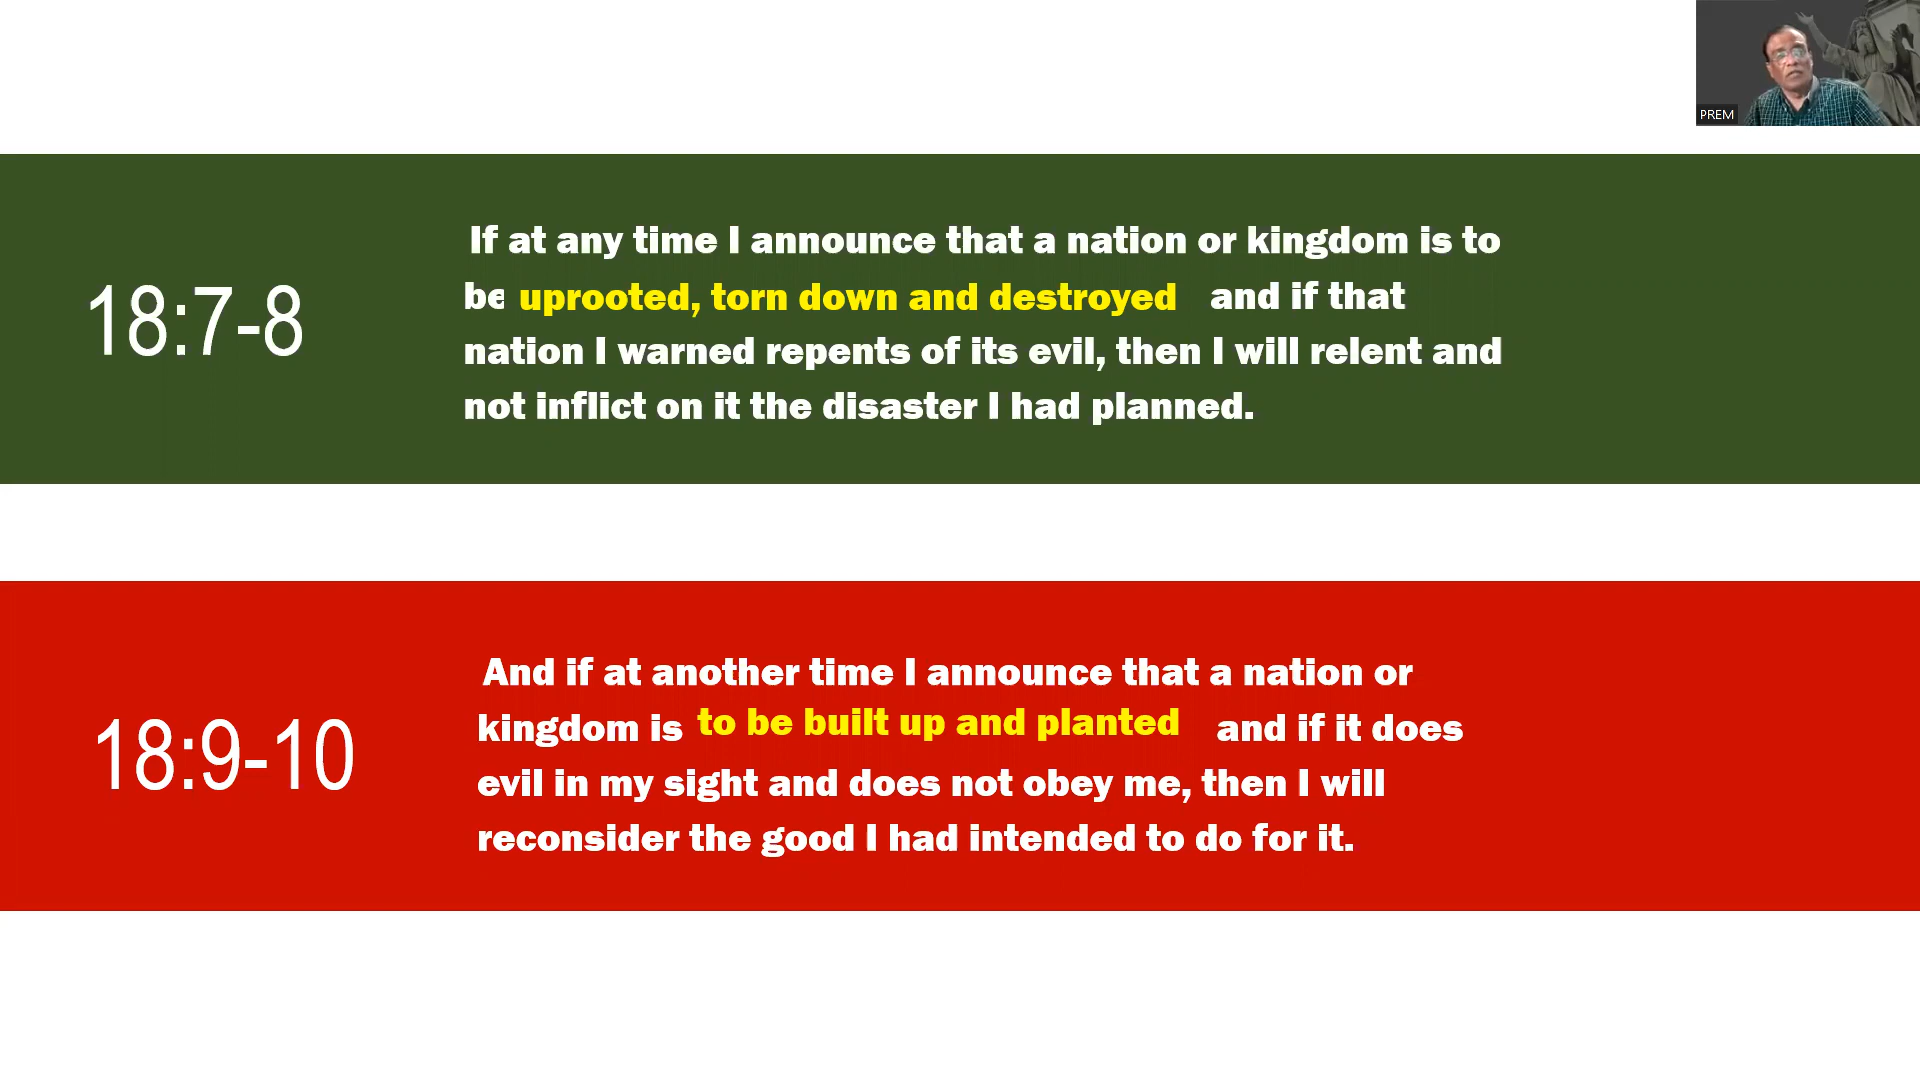 PREM
18:7-8
If at any time I announce that a nation or kingdom is to
be uprooted, torn down and destroyed and if that
nation I warned repents of its evil, then I will relent and
not inflict on it the disaster I had planned.
18:9-10
And if at another time I announce that a nation or
kingdom is to be built up and planted and if it does
evil in my sight and does not obey me, then I will
reconsider the good I had intended to do for it.